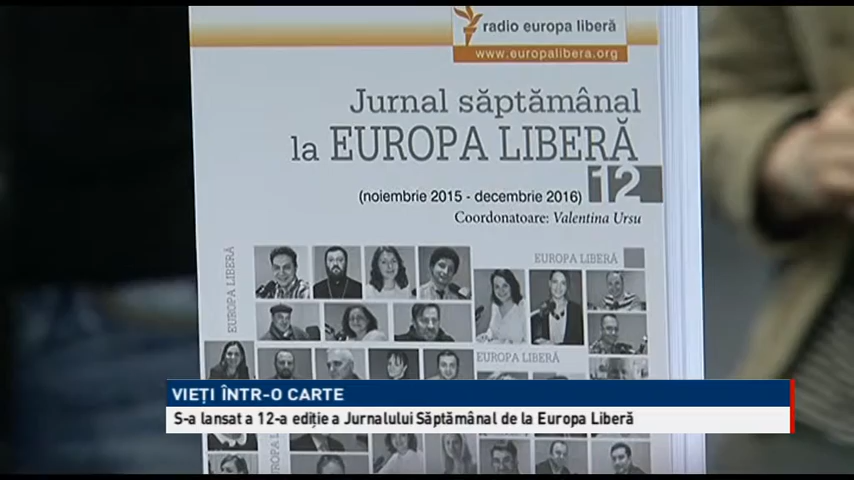 radio europa liberă
www.europalibera.org
Jurnal săptămânal
la EUROPA LIBERĂ
12
(noiembrie 2015 - decembrie 2016)
Coordonatoare: Valentina Ursu
EUROPA LIBERĂ
EUROPA LIBERĂ
EUROPA LIBERĂ
VIEȚI ÎNTR-O CARTE
S-a lansat a 12-a ediție a Jurnalului Săptămânal de la Europa Liberă